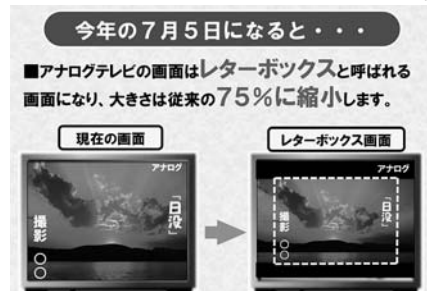 今年の７月５日になると・・・
■アナログテレビの画面はレターボックスと呼ばれる
画面になり、大きさは従来の75%に縮小します。
現在の画面
アナログ
「日没」
撮影
○○
レターボックス画面
アナログ
「日没」
撮影
○○